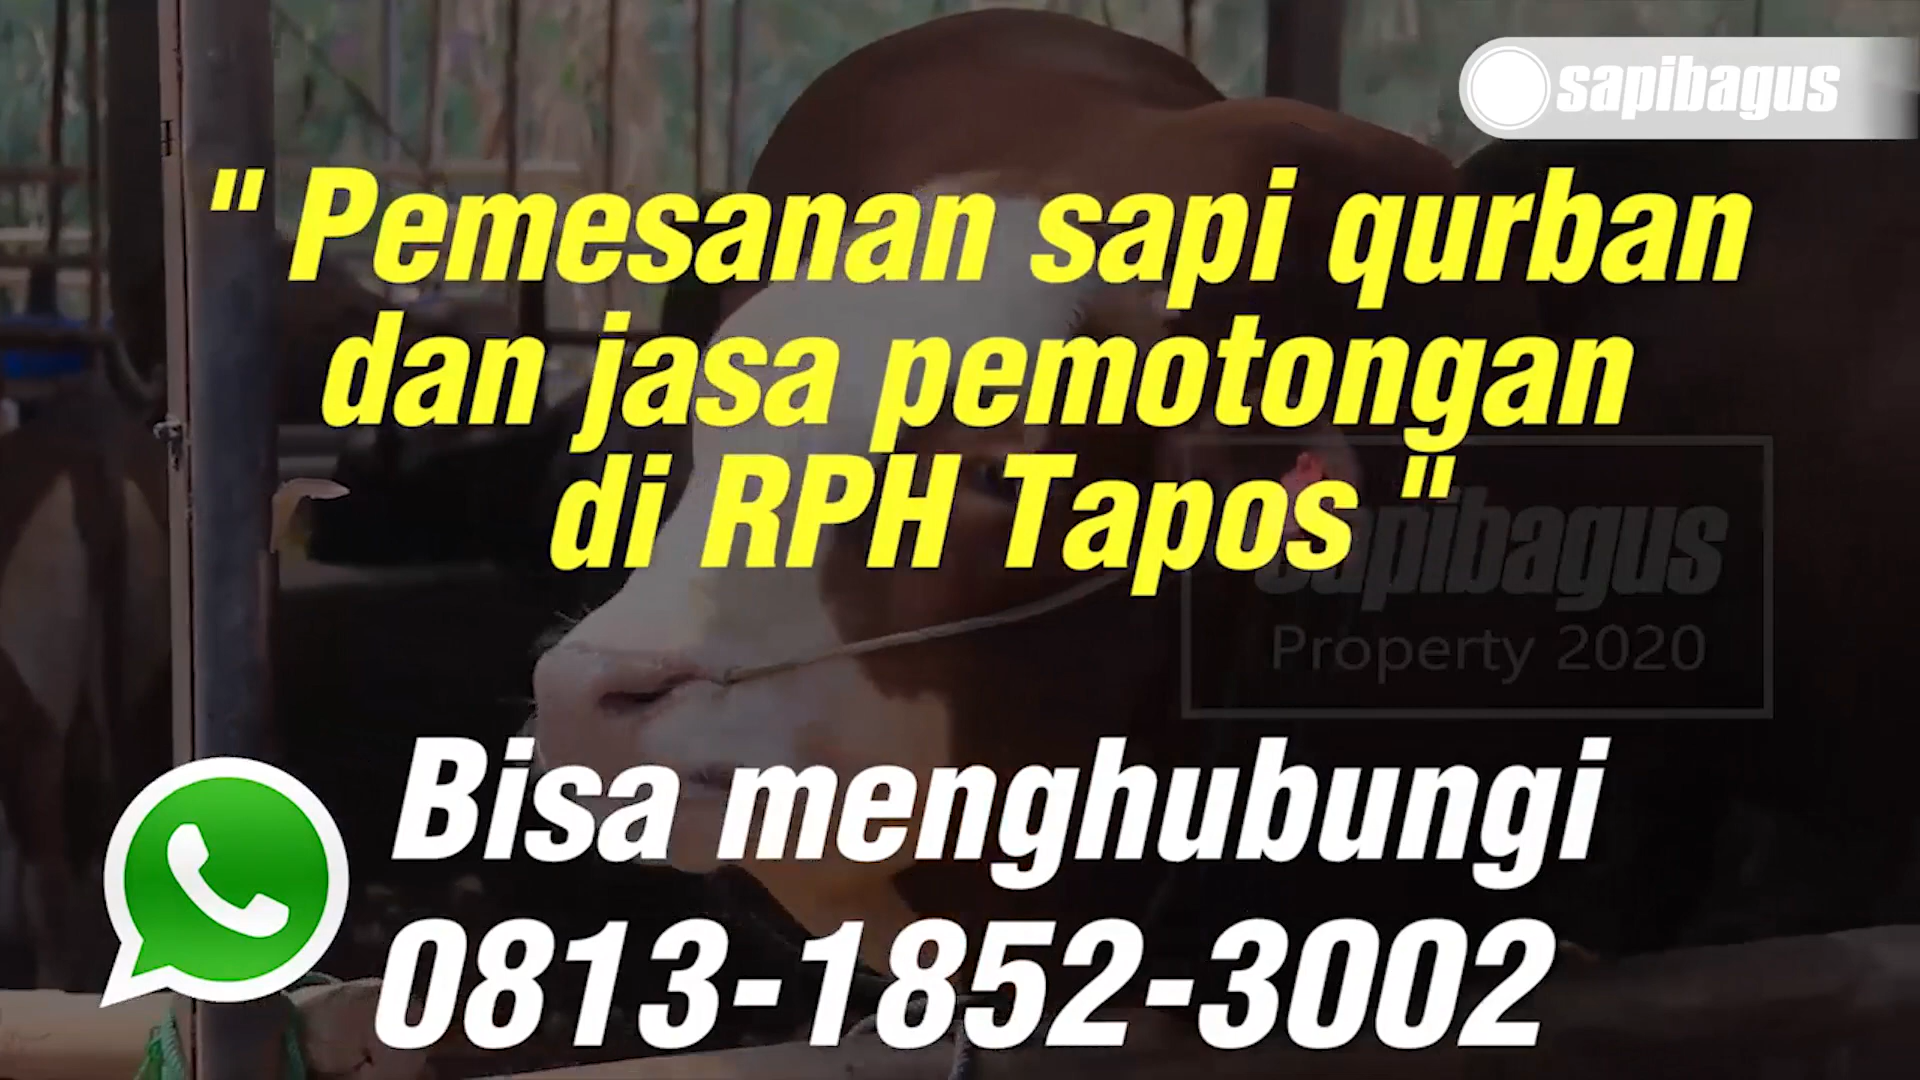 sapibagus
" Pemesanan sapi qurban
dan jasa pemotongan
di RPH Tapos "
sapibagus
Property 2020
Bisa menghubungi
0813-1852-3002